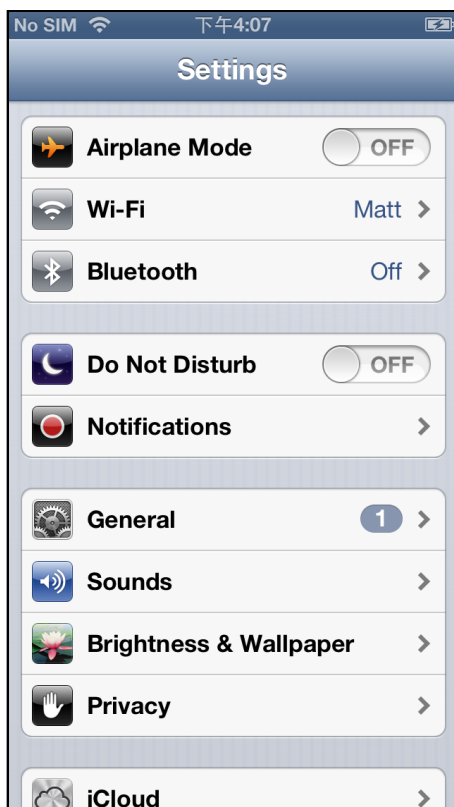 No SIM 下午4:07
Settings
Airplane Mode OFF
Wi-Fi Matt
Bluetooth Off
Do Not Disturb OFF
Notifications
General 1
Sounds
Brightness & Wallpaper
Privacy
iCloud